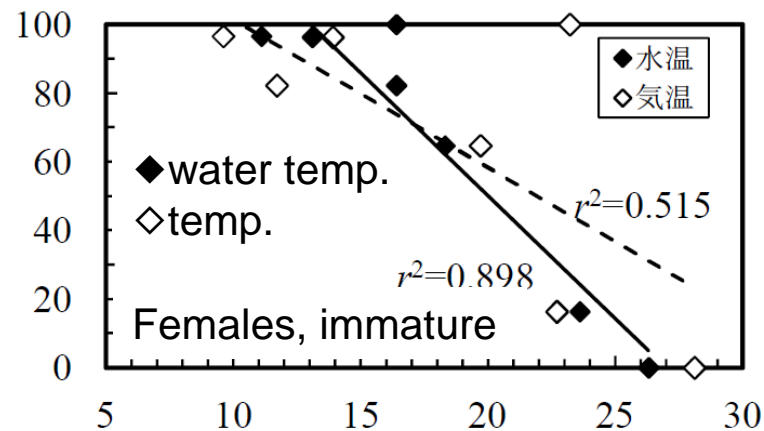 100
80
60
40
20
0
◆水温
◇気温
◆water temp.
◇temp.
r²=0.515
r²=0.898
Females, immature
5 10 15 20 25 30